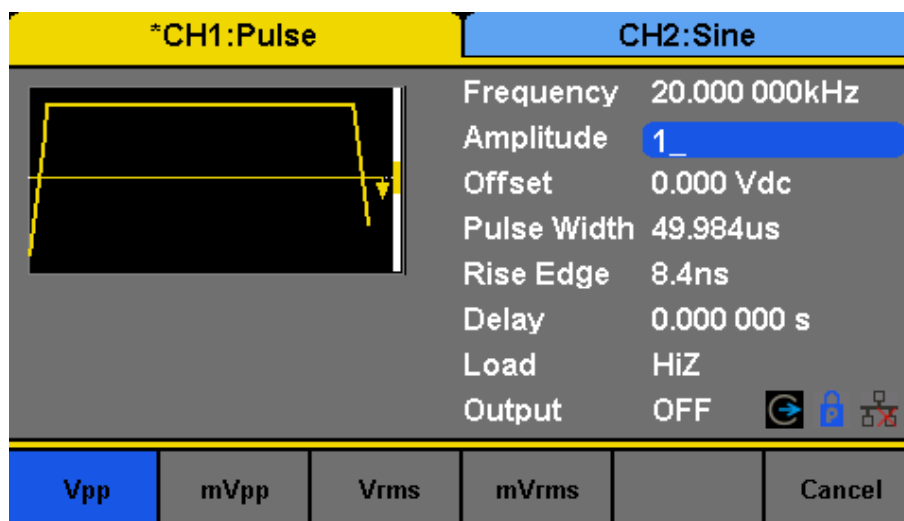 *CH1:Pulse CH2:Sine
Frequency 20.000 000kHz
Amplitude 1_
Offset 0.000 Vdc
Pulse Width 49.984us
Rise Edge 8.4ns
Delay 0.000 000 s
Load HiZ
Output OFF P
Vpp mVpp Vrms mVrms Cancel